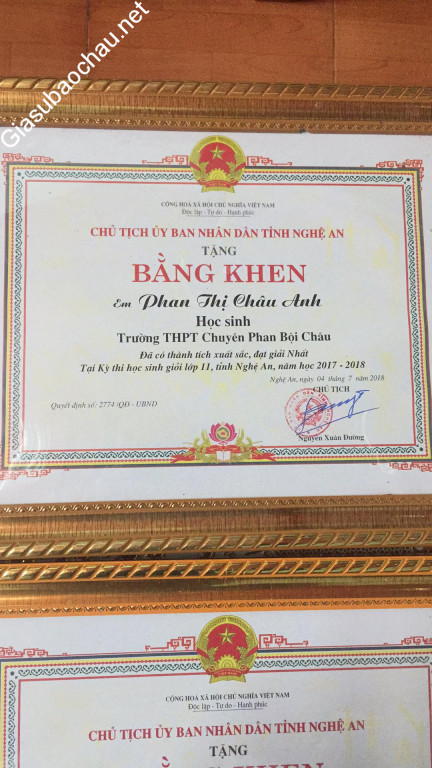 Giasubaochau.net
CỘNG HOÀ XÃ HỘI CHỦ NGHĨA VIỆT NAM
Độc lập - Tự do - Hạnh phúc
CHỦ TỊCH ỦY BAN NHÂN DÂN TỈNH NGHỆ AN
TẶNG
BẰNG KHEN
Em Phan Thị Châu Anh
Học sinh
Trường THPT Chuyên Phan Bội Châu
Đã có thành tích xuất sắc, đạt giải Nhất
Tại Kỳ thi học sinh giỏi lớp 11, tỉnh Nghệ An, năm học 2017 - 2018
Nghệ An, ngày 04 tháng 7 năm 2018
CHỦ TỊCH
Quyết định số: 2774 /QĐ - UBND
Nguyễn Xuân Đường
CỘNG HOÀ XÃ HỘI CHỦ NGHĨA VIỆT NAM
Độc lập - Tự do - Hạnh phúc
CHỦ TỊCH ỦY BAN NHÂN DÂN TỈNH NGHỆ AN
TẶNG
BẰNG KHEN